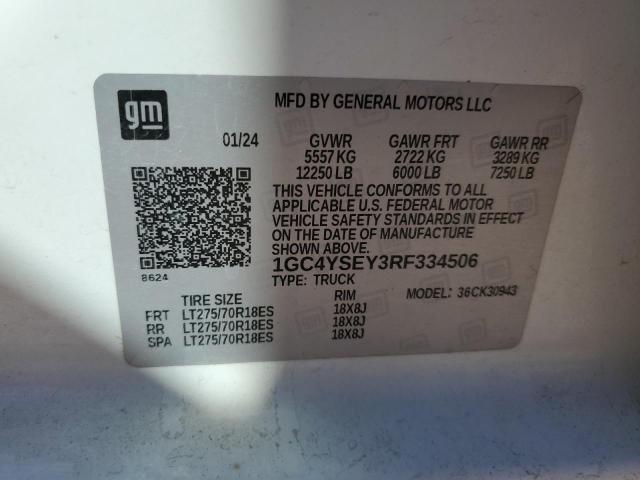 gm
MFD BY GENERAL MOTORS LLC
01/24 GVWR GAWR FRT GAWR RR
5557 KG 2722 KG 3289 KG
12250 LB 6000 LB 7250 LB
THIS VEHICLE CONFORMS TO ALL
APPLICABLE U.S. FEDERAL MOTOR
VEHICLE SAFETY STANDARDS IN EFFECT
ON THE DATE OF MANUFACTURE
SHOWN ABOVE.
1GC4YSEY3RF334506
8624
TYPE: TRUCK MODEL: 36CK30943
TIRE SIZE RIM
FRT LT275/70R18ES 18X8J
RR LT275/70R18ES 18X8J
SPA LT275/70R18ES 18X8J